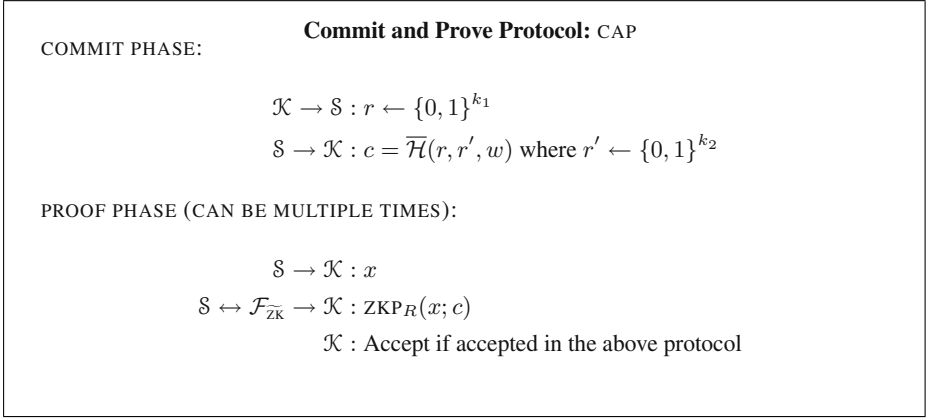 Commit and Prove Protocol: CAP
COMMIT PHASE:
𝒦 → 𝒮 : r ← {0, 1}^{k_1}
𝒮 → 𝒦 : c = \overline{ℋ}(r, r′, w) where r′ ← {0, 1}^{k_2}
PROOF PHASE (CAN BE MULTIPLE TIMES):
𝒮 → 𝒦 : x
𝒮 ↔ ℱ_{\widetilde{ZK}} → 𝒦 : ZKP_R(x; c)
𝒦 : Accept if accepted in the above protocol